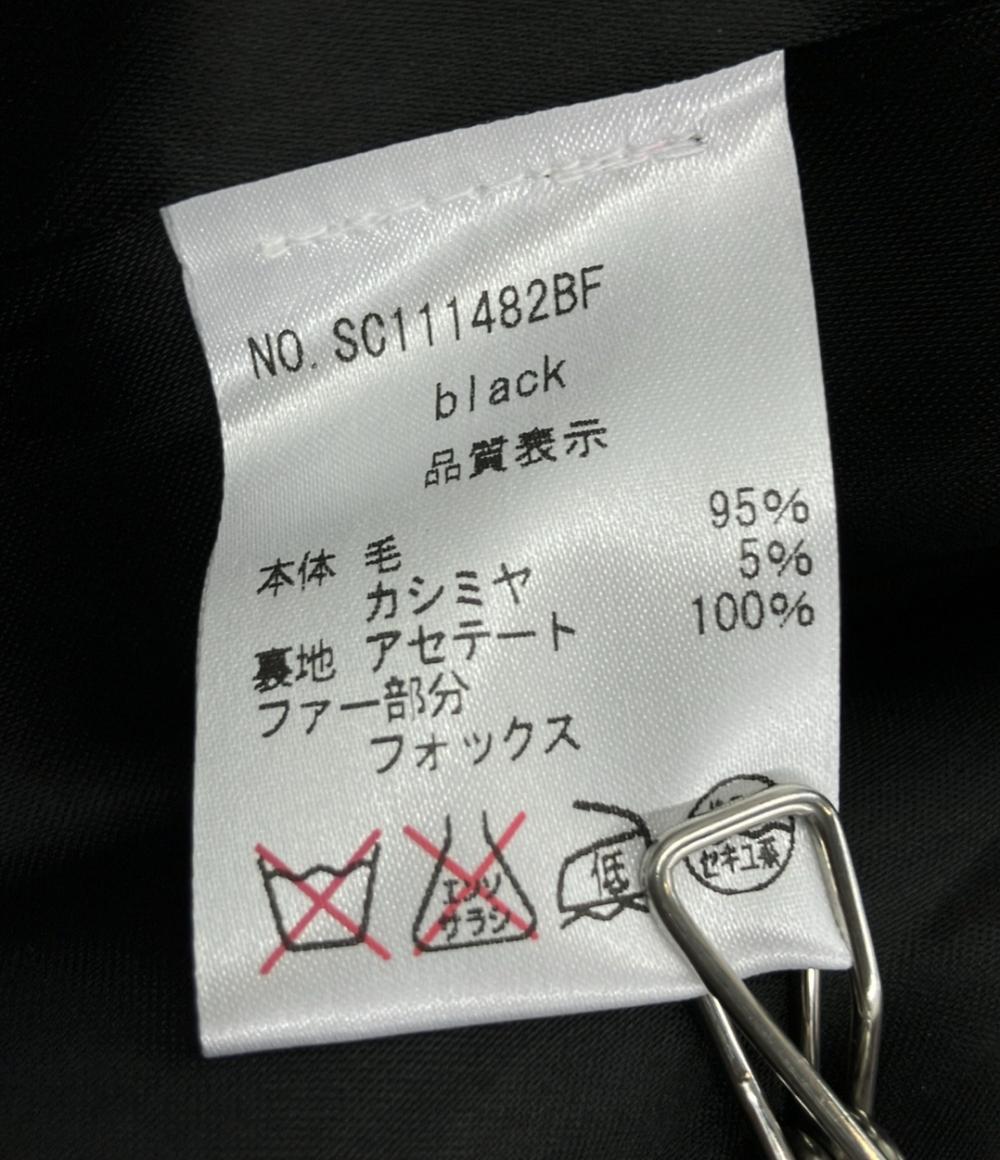 NO. SC111482BF
black
品質表示
本体 毛 95%
カシミヤ 5%
裏地 アセテート 100%
ファー部分
フォックス
エンソ
サラシ
低
セキユ系